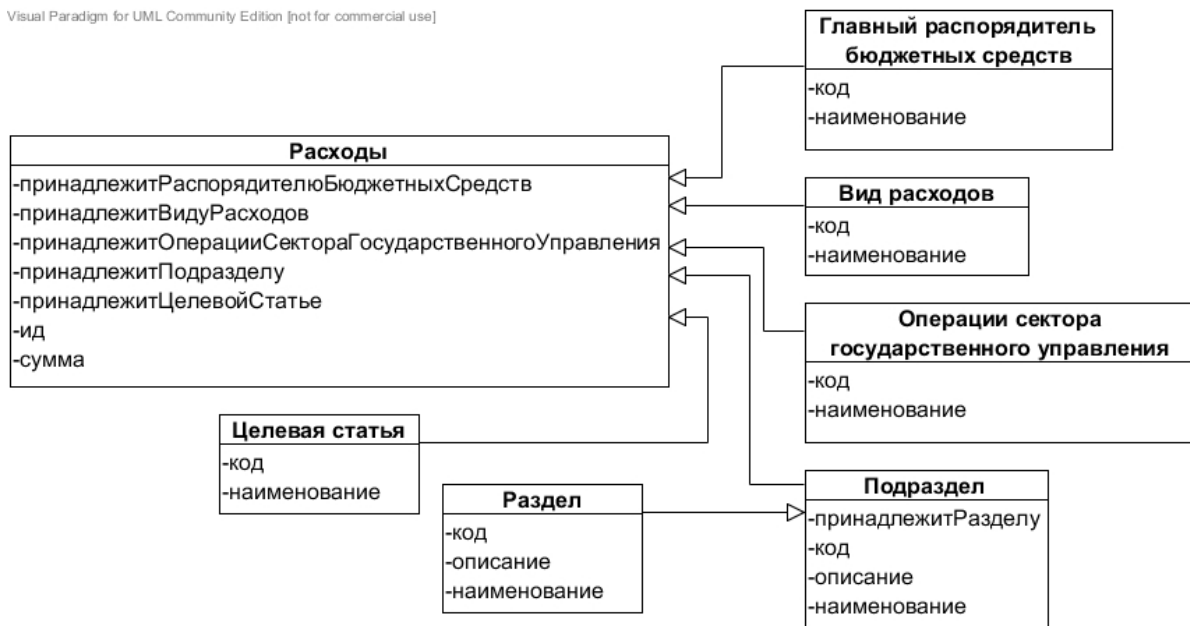 Visual Paradigm for UML Community Edition [not for commercial use]
Главный распорядитель
бюджетных средств
-код
-наименование
Расходы
-принадлежитРаспорядителюБюджетныхСредств
-принадлежитВидуРасходов
-принадлежитОперацииСектораГосударственногоУправления
-принадлежитПодразделу
-принадлежитЦелевойСтатье
-ид
-сумма
Вид расходов
-код
-наименование
Операции сектора
государственного управления
-код
-наименование
Целевая статья
-код
-наименование
Раздел
-код
-описание
-наименование
Подраздел
-принадлежитРазделу
-код
-описание
-наименование